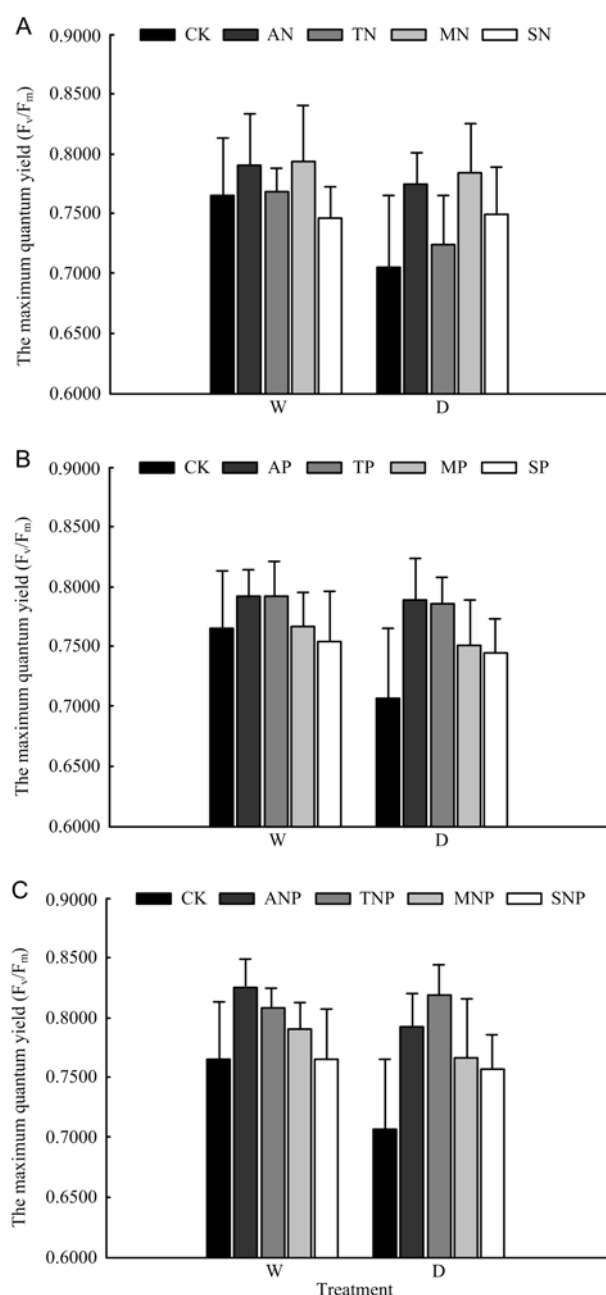 A
CK AN TN MN SN
The maximum quantum yield (Fv/Fm)
0.9000
0.8500
0.8000
0.7500
0.7000
0.6500
0.6000
W D
B
CK AP TP MP SP
The maximum quantum yield (Fv/Fm)
0.9000
0.8500
0.8000
0.7500
0.7000
0.6500
0.6000
W D
C
CK ANP TNP MNP SNP
The maximum quantum yield (Fv/Fm)
0.9000
0.8500
0.8000
0.7500
0.7000
0.6500
0.6000
W D
Treatment